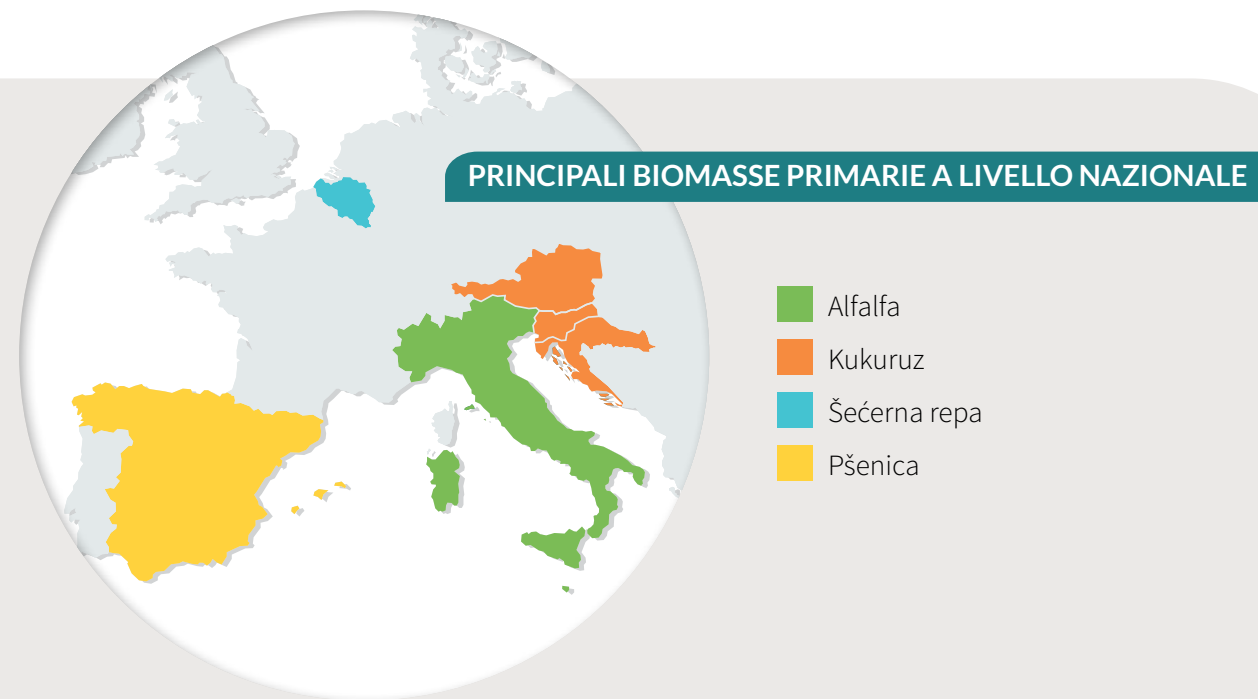 PRINCIPALI BIOMASSE PRIMARIE A LIVELLO NAZIONALE
Alfalfa
Kukuruz
Šećerna repa
Pšenica